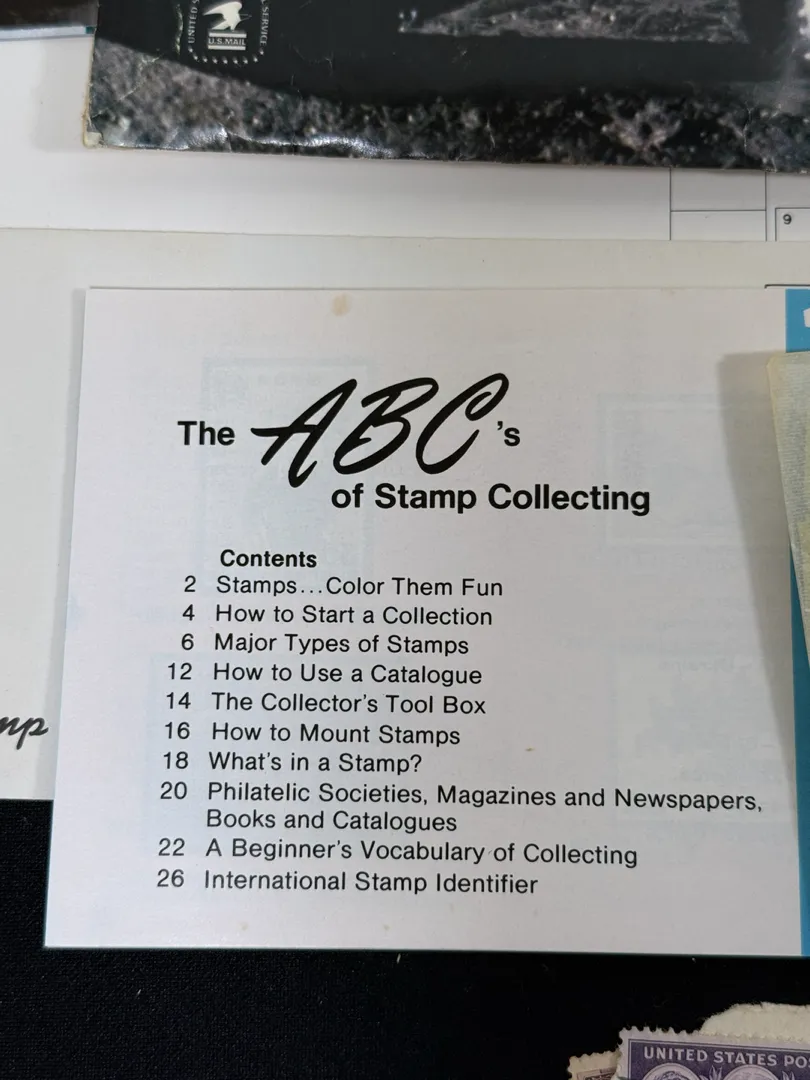 U.S.MAIL
9
The ABC's
of Stamp Collecting
Contents
2 Stamps...Color Them Fun
4 How to Start a Collection
6 Major Types of Stamps
12 How to Use a Catalogue
14 The Collector's Tool Box
16 How to Mount Stamps
18 What's in a Stamp?
20 Philatelic Societies, Magazines and Newspapers,
Books and Catalogues
22 A Beginner's Vocabulary of Collecting
26 International Stamp Identifier
UNITED STATES PO